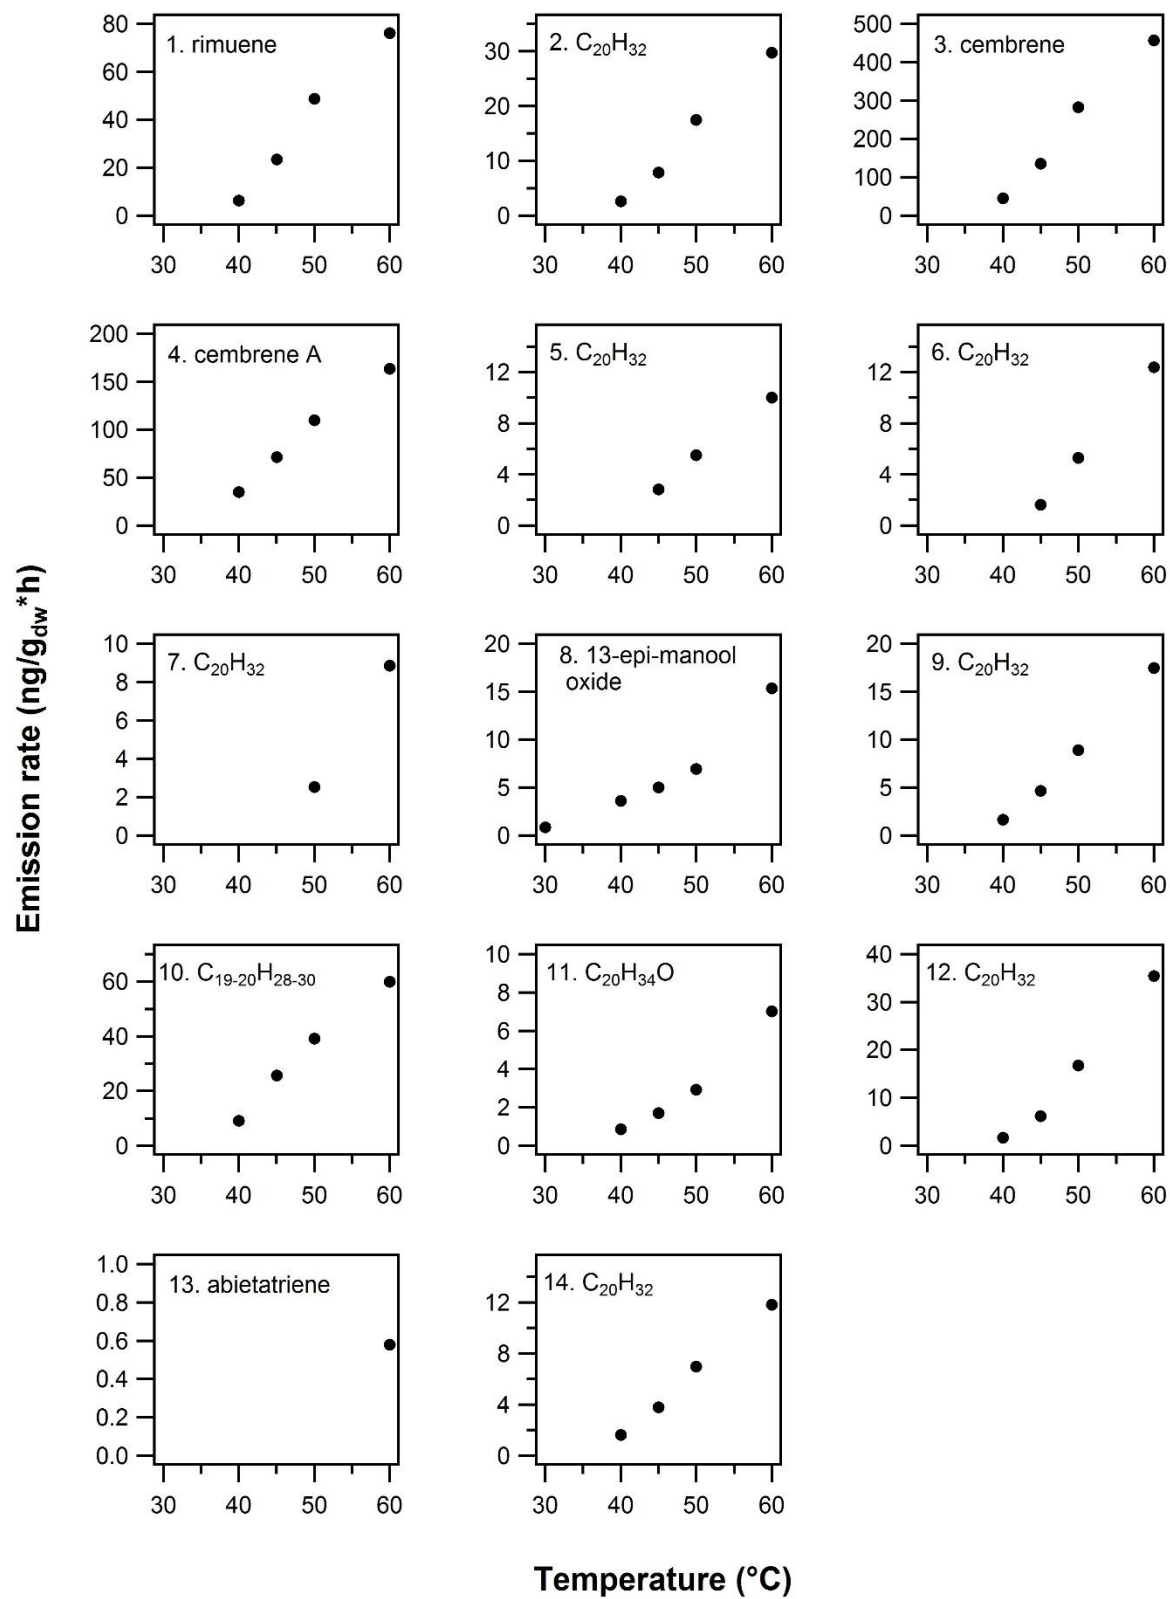 Emission rate (ng/g_dw*h)
1. rimuene
80
60
40
20
0
30 40 50 60
2. C₂₀H₃₂
30
20
10
0
30 40 50 60
3. cembrene
500
400
300
200
100
0
30 40 50 60
4. cembrene A
200
150
100
50
0
30 40 50 60
5. C₂₀H₃₂
12
8
4
0
30 40 50 60
6. C₂₀H₃₂
12
8
4
0
30 40 50 60
7. C₂₀H₃₂
10
8
6
4
2
0
30 40 50 60
8. 13-epi-manool
oxide
20
15
10
5
0
30 40 50 60
9. C₂₀H₃₂
20
15
10
5
0
30 40 50 60
10. C₁₉₋₂₀H₂₈₋₃₀
60
40
20
0
30 40 50 60
11. C₂₀H₃₄O
10
8
6
4
2
0
30 40 50 60
12. C₂₀H₃₂
40
30
20
10
0
30 40 50 60
13. abietatriene
1.0
0.8
0.6
0.4
0.2
0.0
30 40 50 60
14. C₂₀H₃₂
12
8
4
0
30 40 50 60
Temperature (°C)